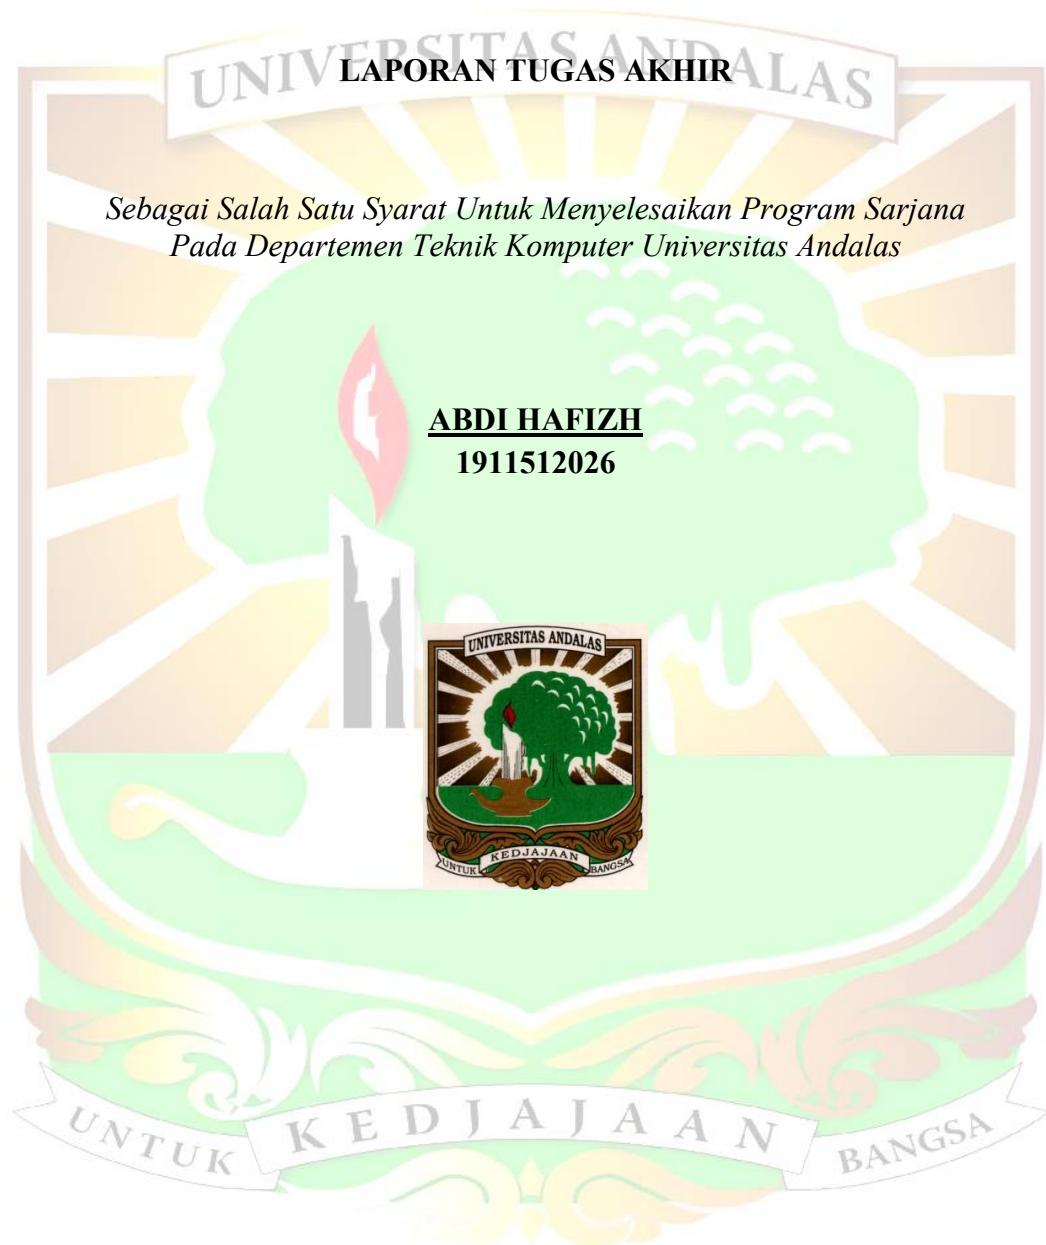 UNIVERSITAS ANDALAS
LAPORAN TUGAS AKHIR
Sebagai Salah Satu Syarat Untuk Menyelesaikan Program Sarjana
Pada Departemen Teknik Komputer Universitas Andalas
ABDI HAFIZH
1911512026
UNIVERSITAS ANDALAS
UNTUK KEDJAJAAN BANGSA
UNTUK KEDJAJAAN BANGSA